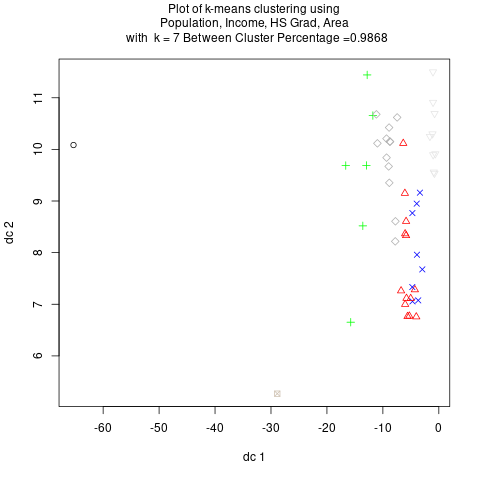 Plot of k-means clustering using
Population, Income, HS Grad, Area
with k = 7 Between Cluster Percentage =0.9868
dc 2
11
10
9
8
7
6
-60 -50 -40 -30 -20 -10 0
dc 1